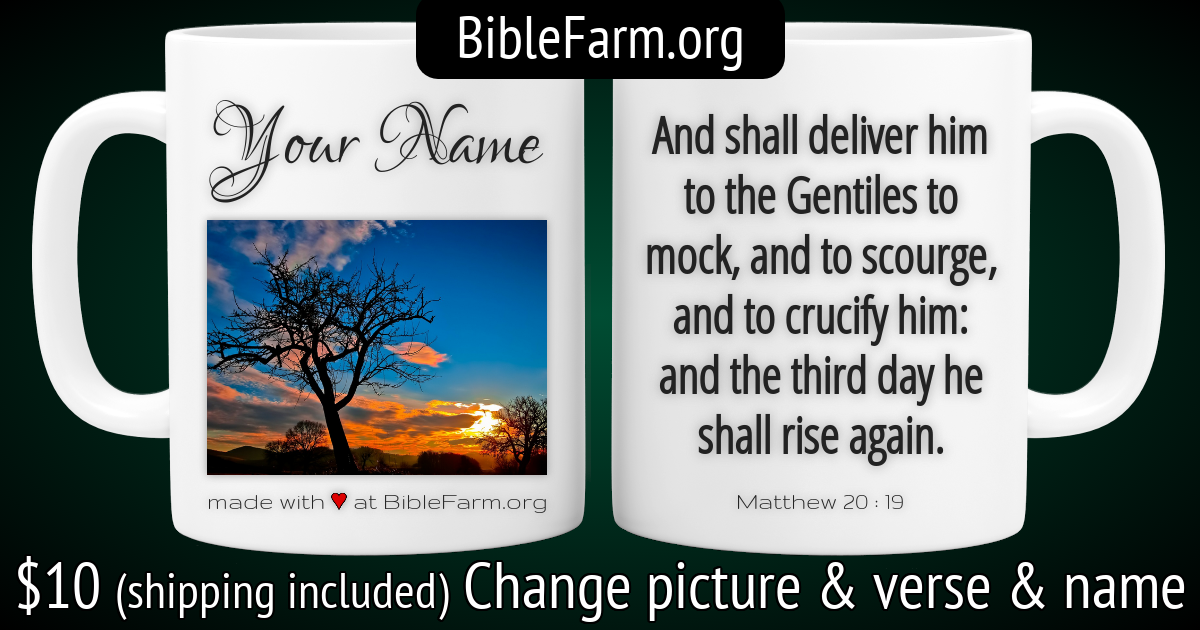 BibleFarm.org
Your Name
made with ♥ at BibleFarm.org
And shall deliver him
to the Gentiles to
mock, and to scourge,
and to crucify him:
and the third day he
shall rise again.
Matthew 20 : 19
$10 (shipping included) Change picture & verse & name